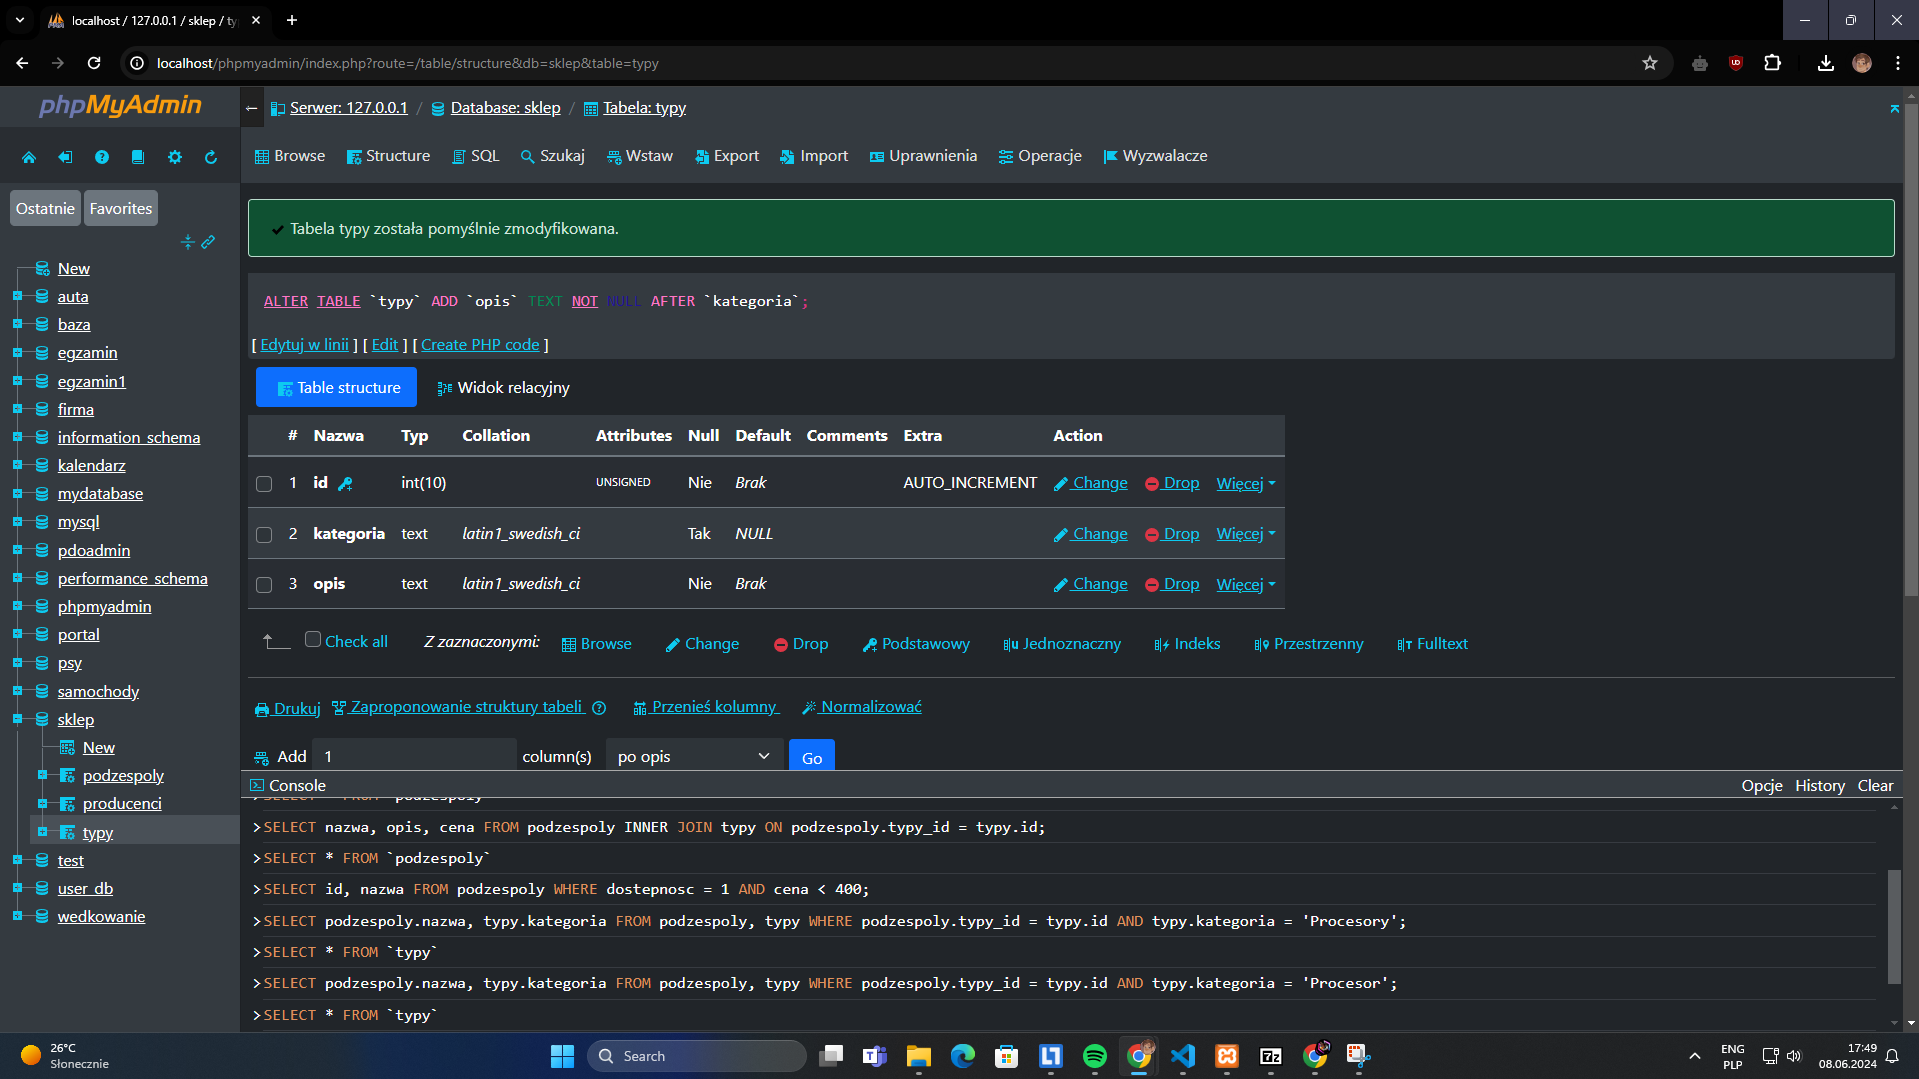 localhost / 127.0.0.1 / sklep / ty
localhost/phpmyadmin/index.php?route=/table/structure&db=sklep&table=typy
phpMyAdmin
Ostatnie Favorites
New
auta
baza
egzamin
egzamin1
firma
information_schema
kalendarz
mydatabase
mysql
pdoadmin
performance_schema
phpmyadmin
portal
psy
samochody
sklep
New
podzespoly
producenci
typy
test
user_db
wedkowanie
Serwer: 127.0.0.1 / Database: sklep / Tabela: typy
Browse Structure SQL Szukaj Wstaw Export Import Uprawnienia Operacje Wyzwalacze
Tabela typy została pomyślnie zmodyfikowana.
ALTER TABLE `typy` ADD `opis` TEXT NOT NULL AFTER `kategoria`;
[ Edytuj w linii ] [ Edit ] [ Create PHP code ]
Table structure Widok relacyjny
# Nazwa Typ Collation Attributes Null Default Comments Extra Action
1 id int(10) UNSIGNED Nie Brak AUTO_INCREMENT Change Drop Więcej
2 kategoria text latin1_swedish_ci Tak NULL Change Drop Więcej
3 opis text latin1_swedish_ci Nie Brak Change Drop Więcej
Check all Z zaznaczonymi: Browse Change Drop Podstawowy Jednoznaczny Indeks Przestrzenny Fulltext
Drukuj Zaproponowanie struktury tabeli Przenieś kolumny Normalizować
Add 1 column(s) po opis Go
Console Opcje History Clear
>SELECT * FROM `podzespoly`
>SELECT nazwa, opis, cena FROM podzespoly INNER JOIN typy ON podzespoly.typy_id = typy.id;
>SELECT * FROM `podzespoly`
>SELECT id, nazwa FROM podzespoly WHERE dostepnosc = 1 AND cena < 400;
>SELECT podzespoly.nazwa, typy.kategoria FROM podzespoly, typy WHERE podzespoly.typy_id = typy.id AND typy.kategoria = 'Procesory';
>SELECT * FROM `typy`
>SELECT podzespoly.nazwa, typy.kategoria FROM podzespoly, typy WHERE podzespoly.typy_id = typy.id AND typy.kategoria = 'Procesor';
>SELECT * FROM `typy`
26°C
Słonecznie
Search
ENG
PLP
17:49
08.06.2024